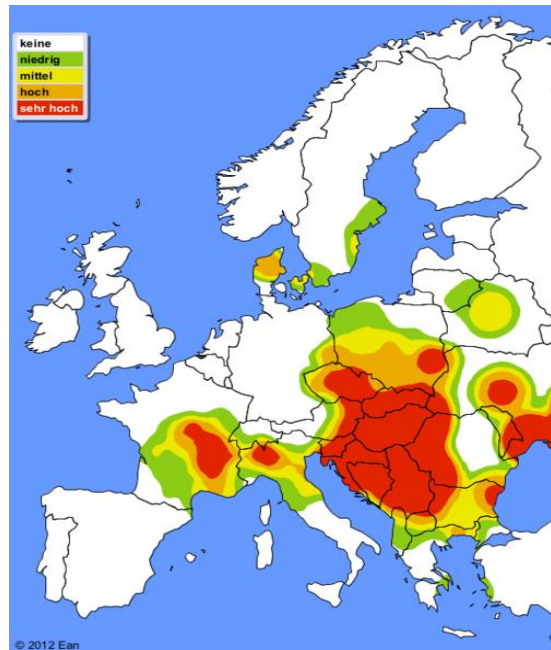 keine
niedrig
mittel
hoch
sehr hoch
© 2012 Ean